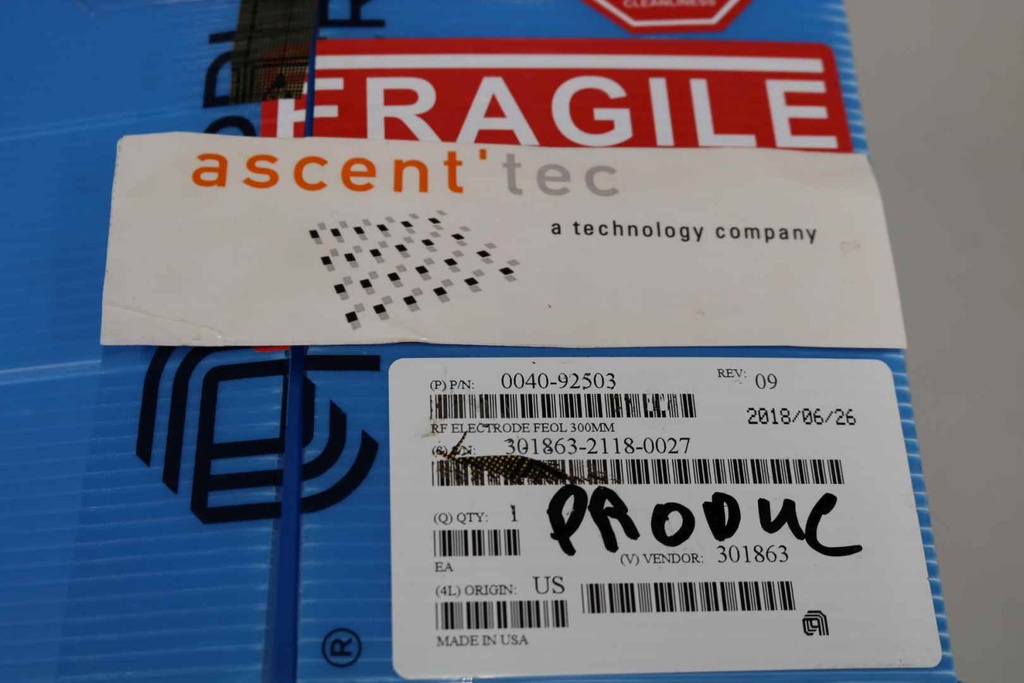 CLEANLINESS
FRAGILE
ascent'tec
a technology company
(P) P/N: 0040-92503 REV: 09
2018/06/26
RF ELECTRODE FEOL 300MM
301863-2118-0027
PRODUC
(Q) QTY: 1
(V) VENDOR: 301863
EA
(4L) ORIGIN: US
MADE IN USA
®